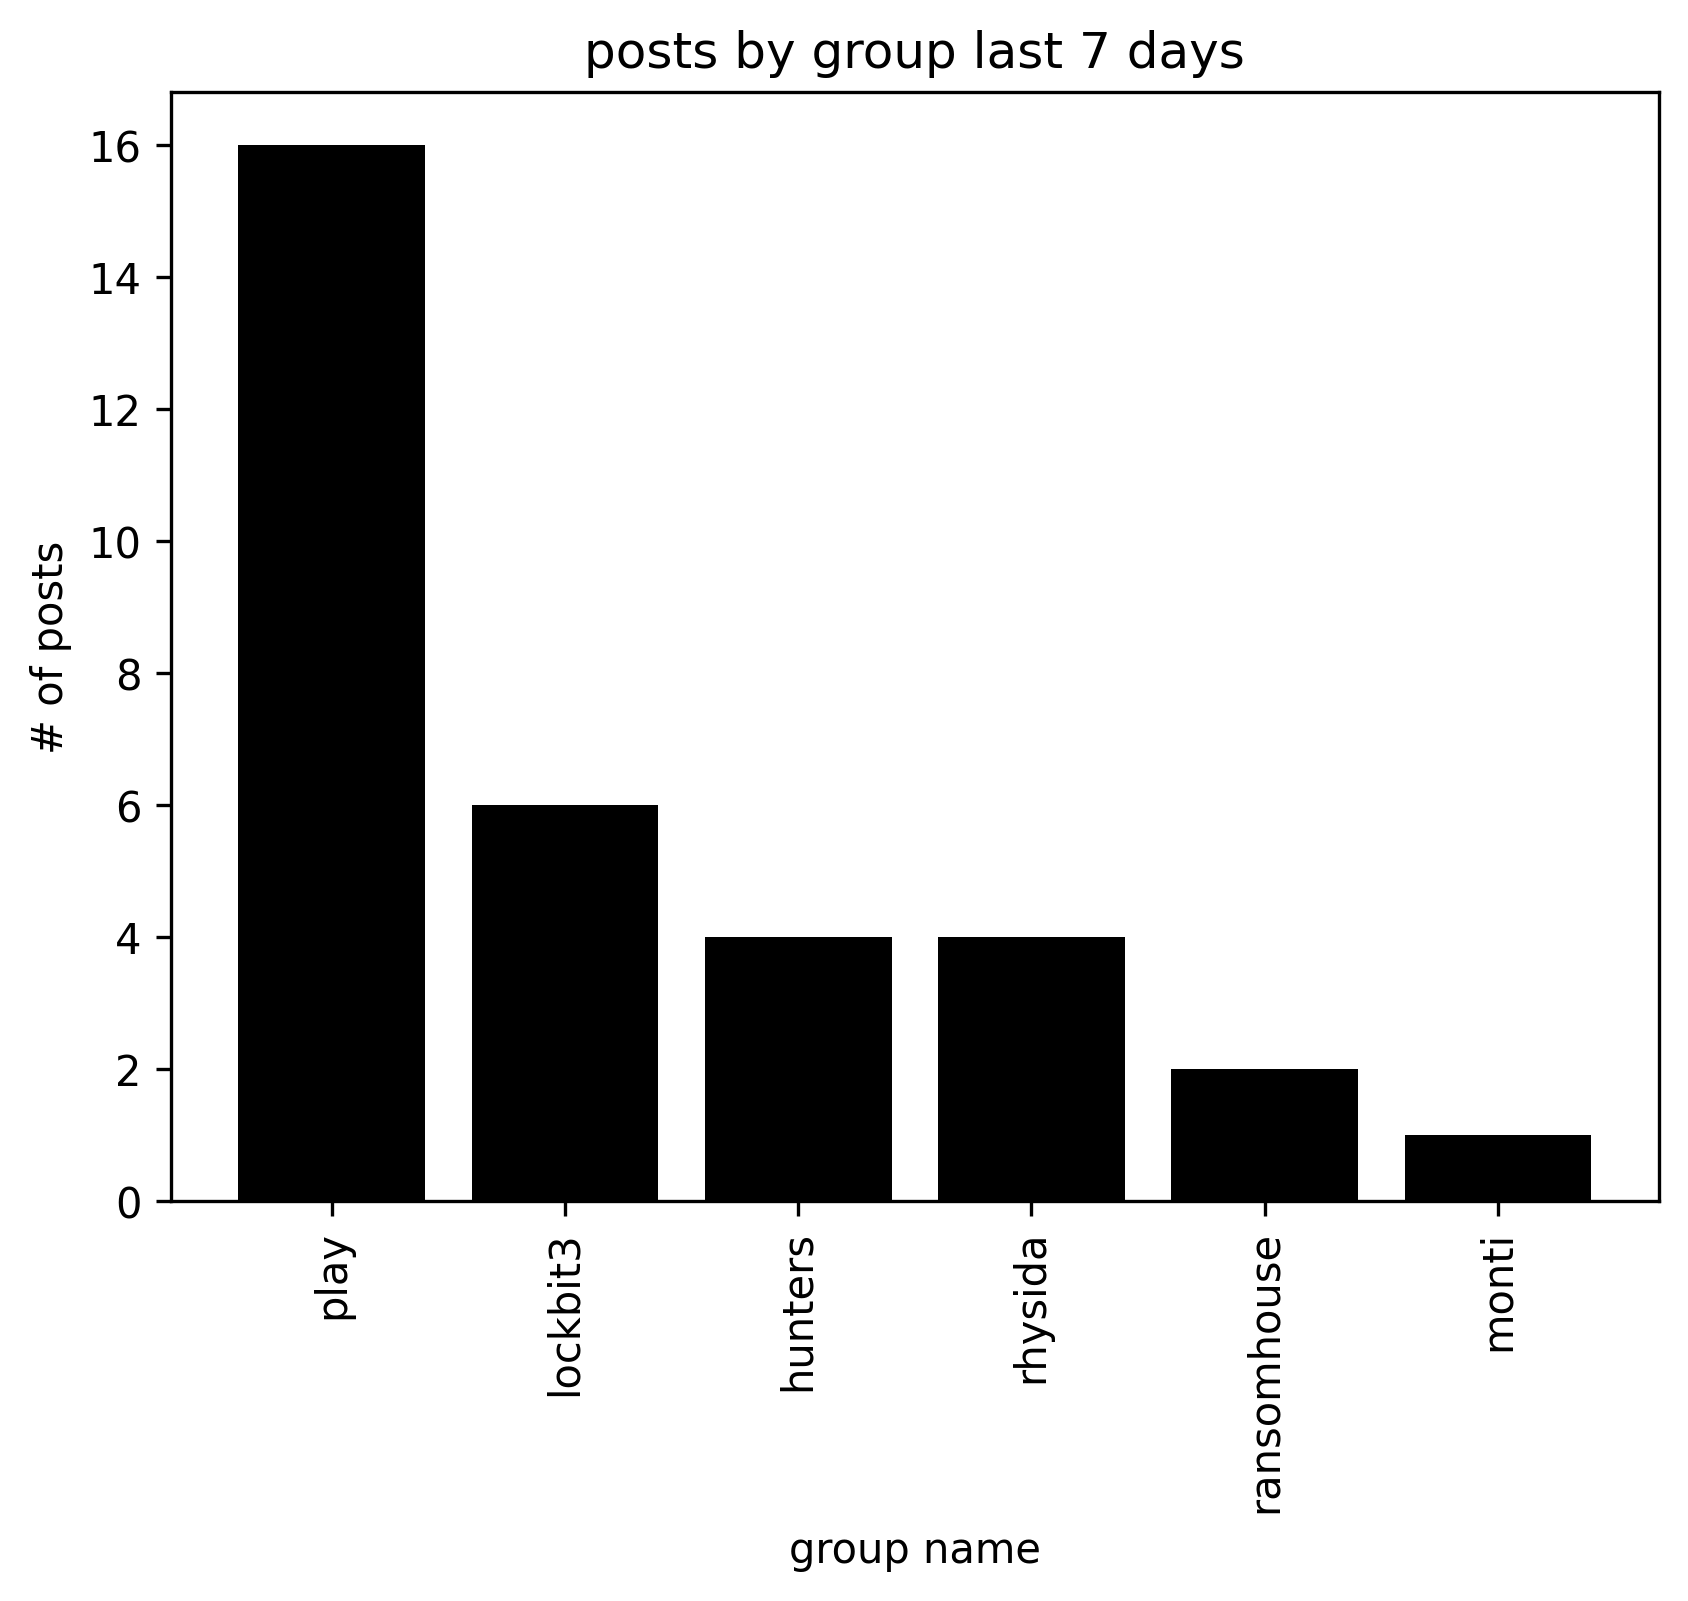 posts by group last 7 days
# of posts
16
14
12
10
8
6
4
2
0
play
lockbit3
hunters
rhysida
ransomhouse
monti
group name